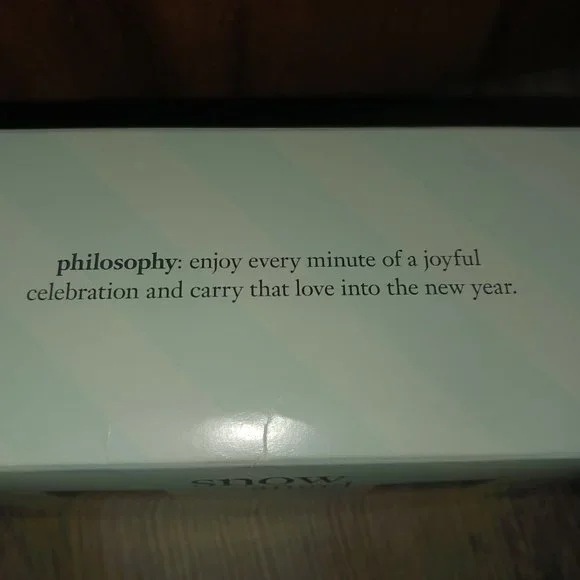 philosophy: enjoy every minute of a joyful
celebration and carry that love into the new year.
snow